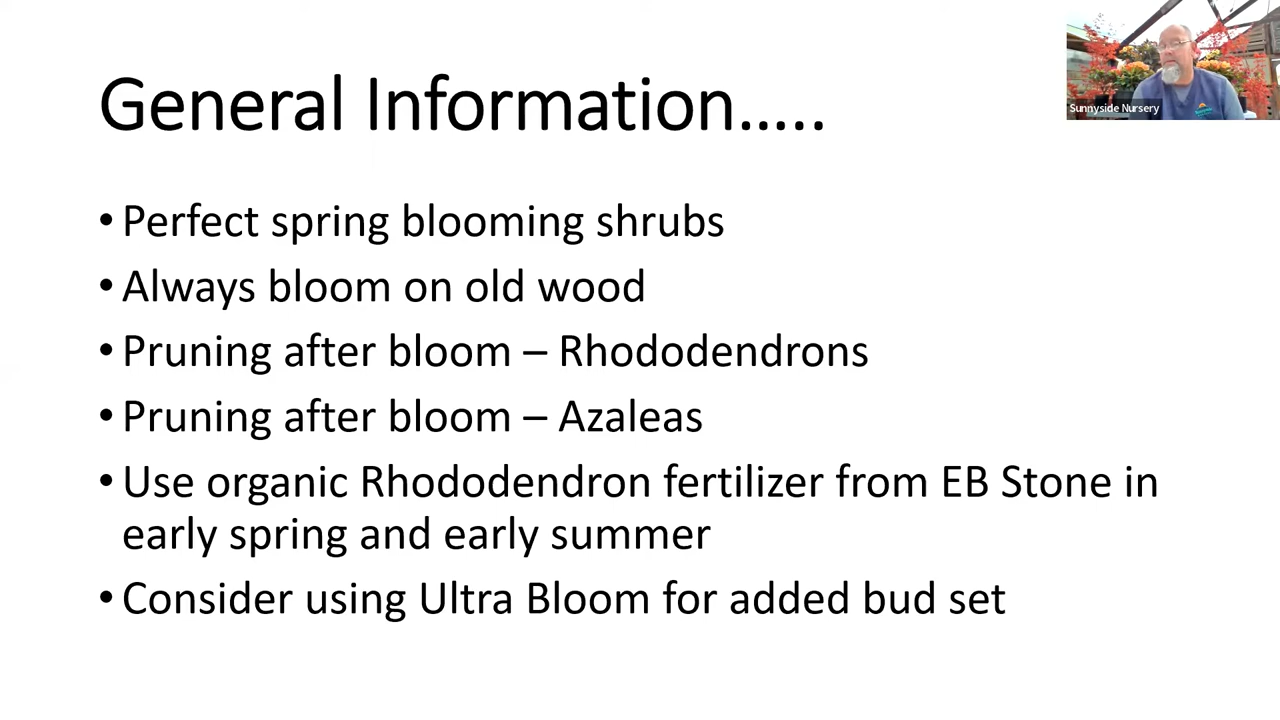 General Information.....
Sunnyside Nursery
• Perfect spring blooming shrubs
• Always bloom on old wood
• Pruning after bloom – Rhododendrons
• Pruning after bloom – Azaleas
• Use organic Rhododendron fertilizer from EB Stone in
early spring and early summer
• Consider using Ultra Bloom for added bud set